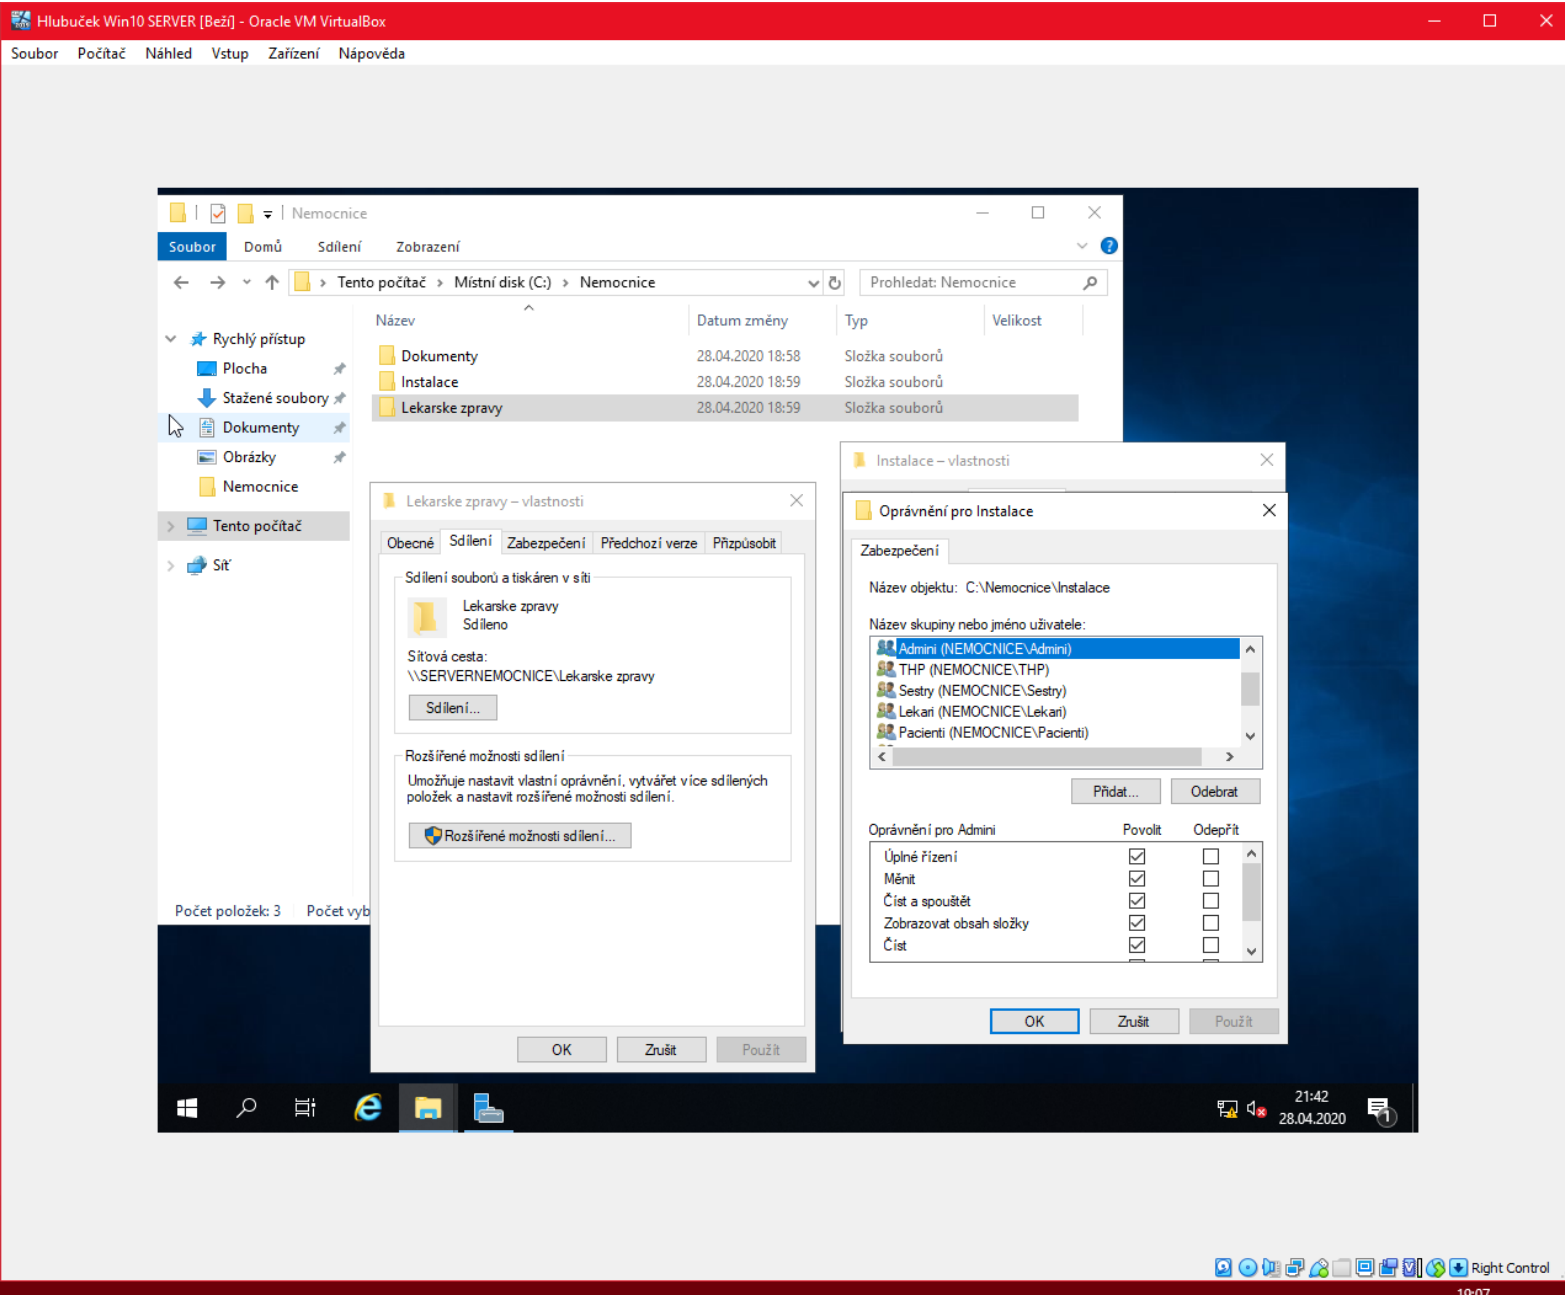 Hlubuček Win10 SERVER [Beží] - Oracle VM VirtualBox
Soubor Počítač Náhled Vstup Zařízení Nápověda
Nemocnice
Soubor Domů Sdílení Zobrazení
Tento počítač Místní disk (C:) Nemocnice
Prohledat: Nemocnice
Název Datum změny Typ Velikost
Rychlý přístup
Plocha
Stažené soubory
Dokumenty
Obrázky
Nemocnice
Tento počítač
Síť
Dokumenty 28.04.2020 18:58 Složka souborů
Instalace 28.04.2020 18:59 Složka souborů
Lekarske zpravy 28.04.2020 18:59 Složka souborů
Počet položek: 3 Počet vyb
Lekarske zpravy – vlastnosti
Obecné Sdílení Zabezpečení Předchozí verze Přizpůsobit
Sdílení souborů a tiskáren v síti
Lekarske zpravy
Sdíleno
Síťová cesta:
\\SERVERNEMOCNICE\Lekarske zpravy
Sdílení...
Rozšířené možnosti sdílení
Umožňuje nastavit vlastní oprávnění, vytvářet více sdílených
položek a nastavit rozšířené možnosti sdílení.
Rozšířené možnosti sdílení...
OK Zrušit Použít
Instalace – vlastnosti
Oprávnění pro Instalace
Zabezpečení
Název objektu: C:\Nemocnice\Instalace
Název skupiny nebo jméno uživatele:
Admini (NEMOCNICE\Admini)
THP (NEMOCNICE\THP)
Sestry (NEMOCNICE\Sestry)
Lekari (NEMOCNICE\Lekari)
Pacienti (NEMOCNICE\Pacienti)
Přidat... Odebrat
Oprávnění pro Admini Povolit Odepřít
Úplné řízení
Měnit
Číst a spouštět
Zobrazovat obsah složky
Číst
OK Zrušit Použít
21:42
28.04.2020
1
Right Control